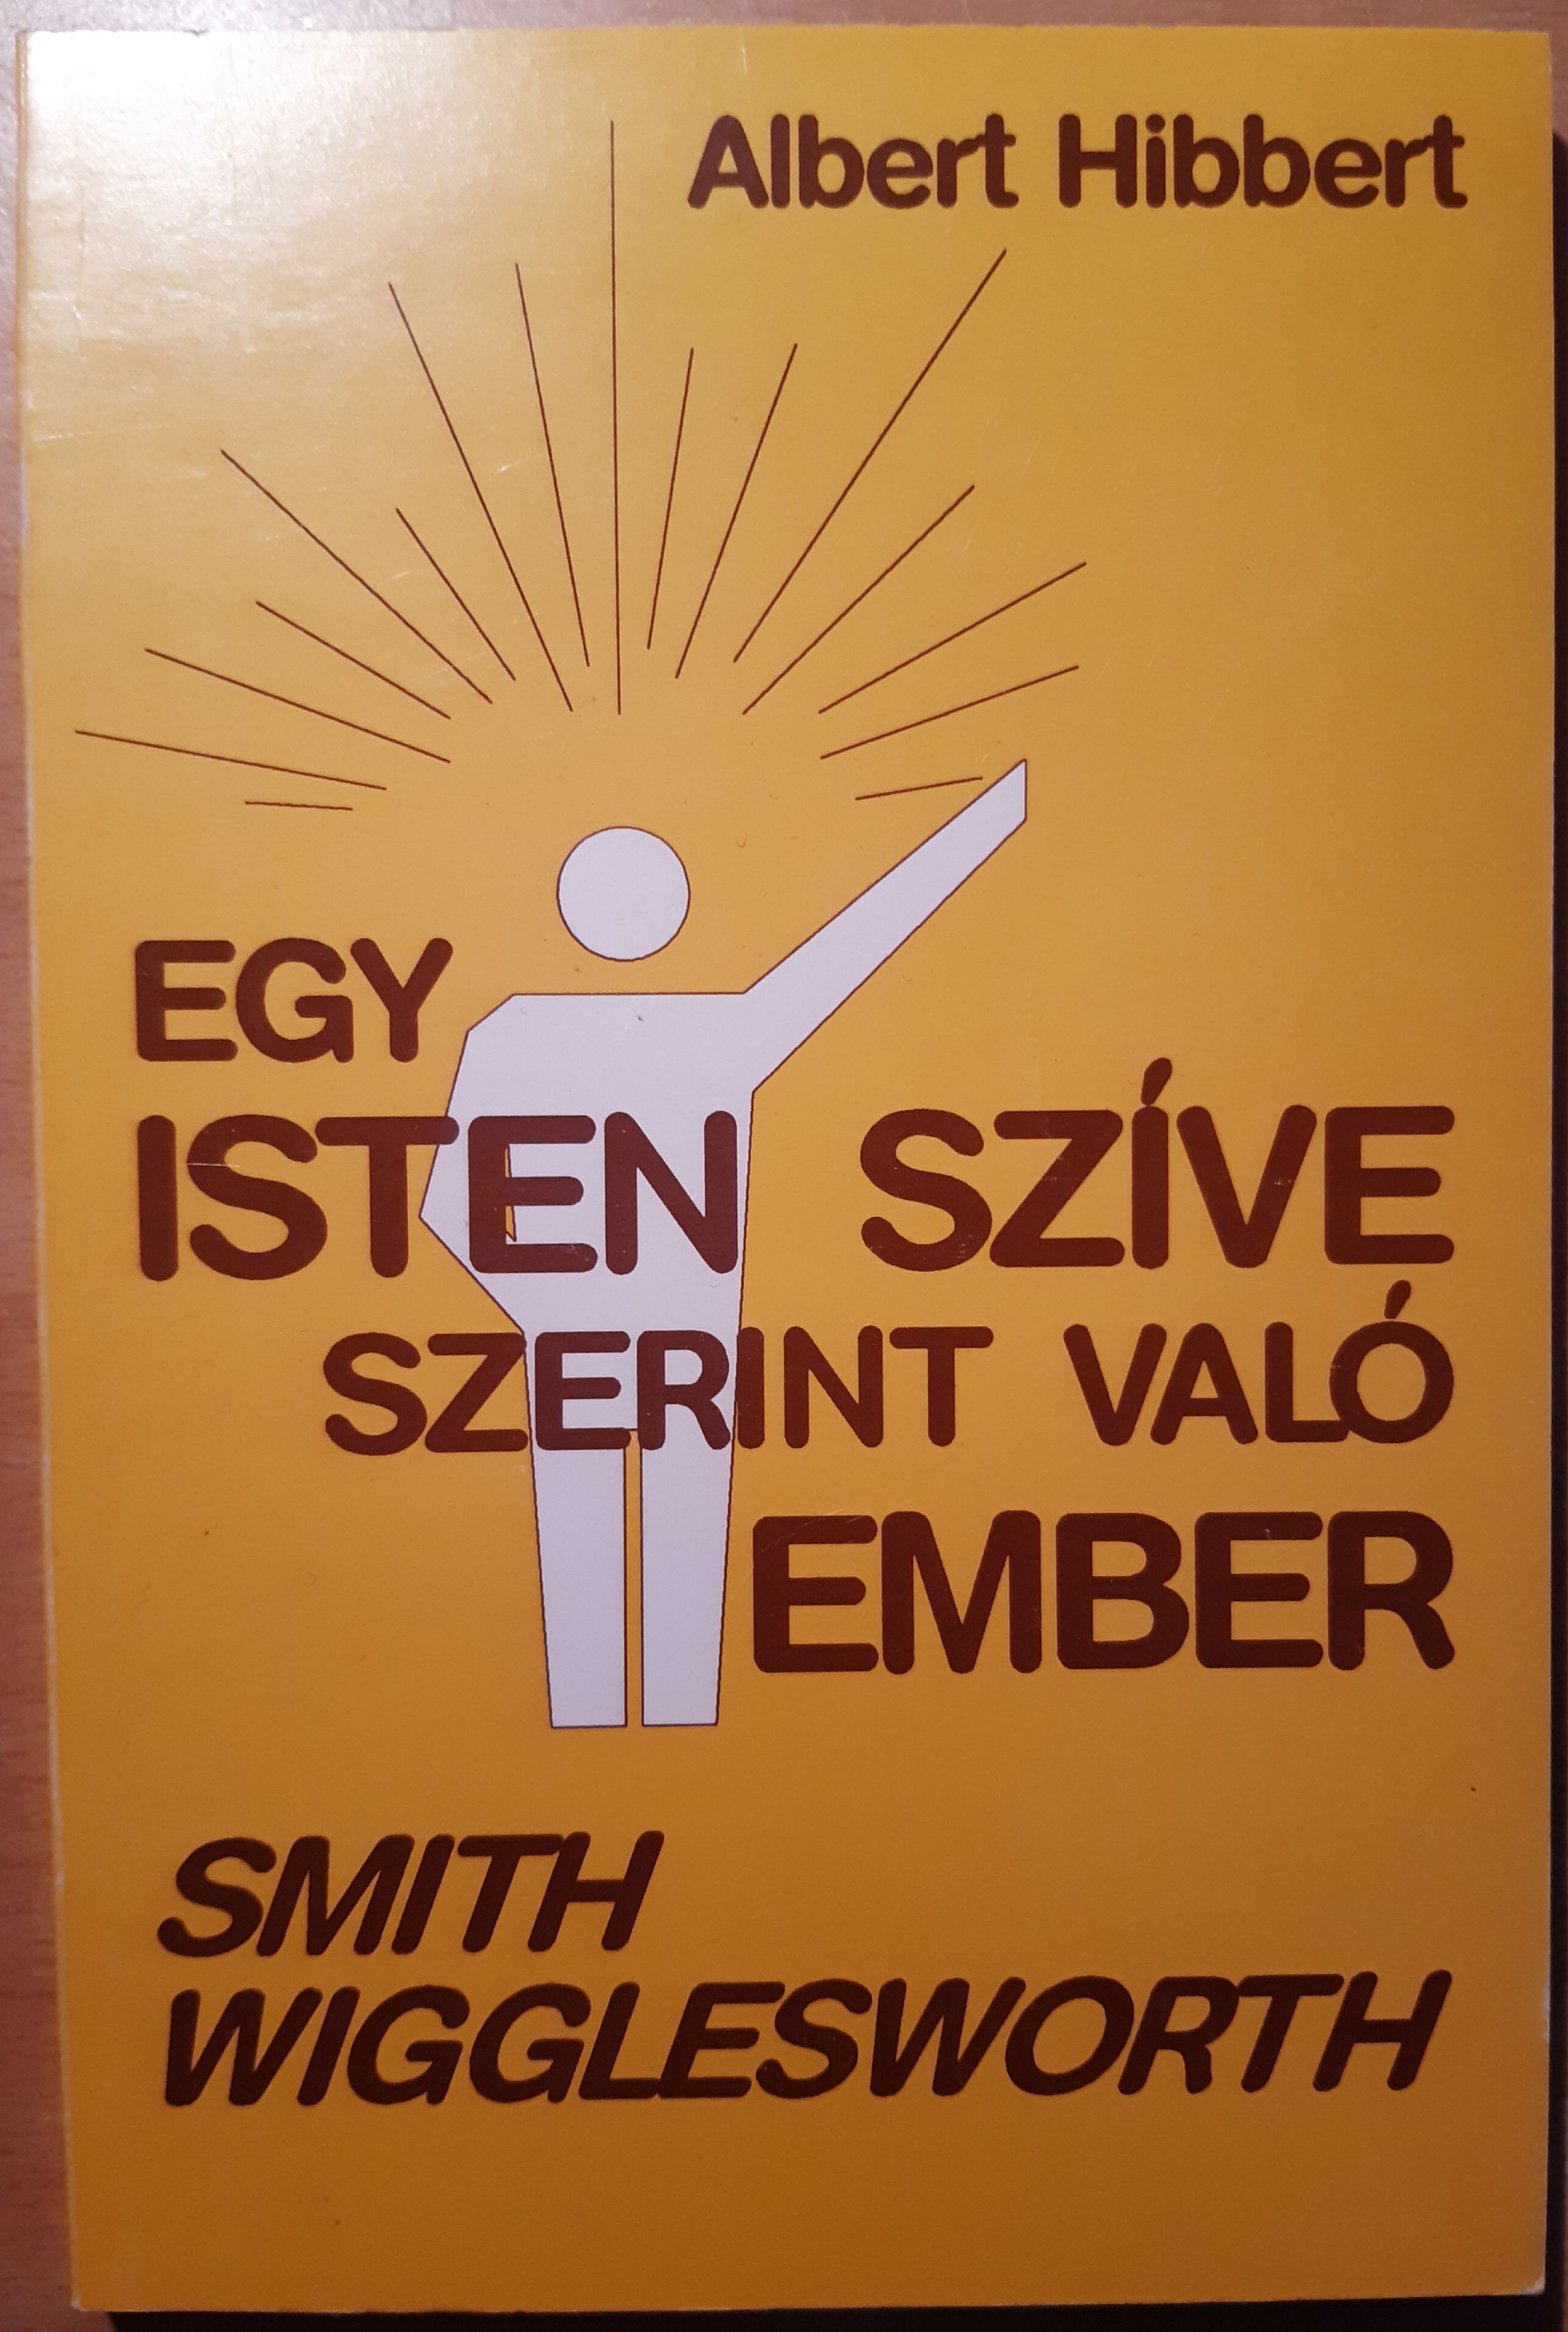 Albert Hibbert
EGY
ISTEN SZÍVE
SZERINT VALÓ
EMBER
SMITH
WIGGLESWORTH